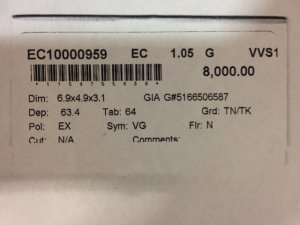 EC10000959 EC 1.05 G VVS1
8,000.00
Dim: 6.9x4.9x3.1 GIA G#5166506587
Dep: 63.4 Tab: 64 Grd: TN/TK
Pol: EX Sym: VG Flr: N
Cut: N/A Comments: